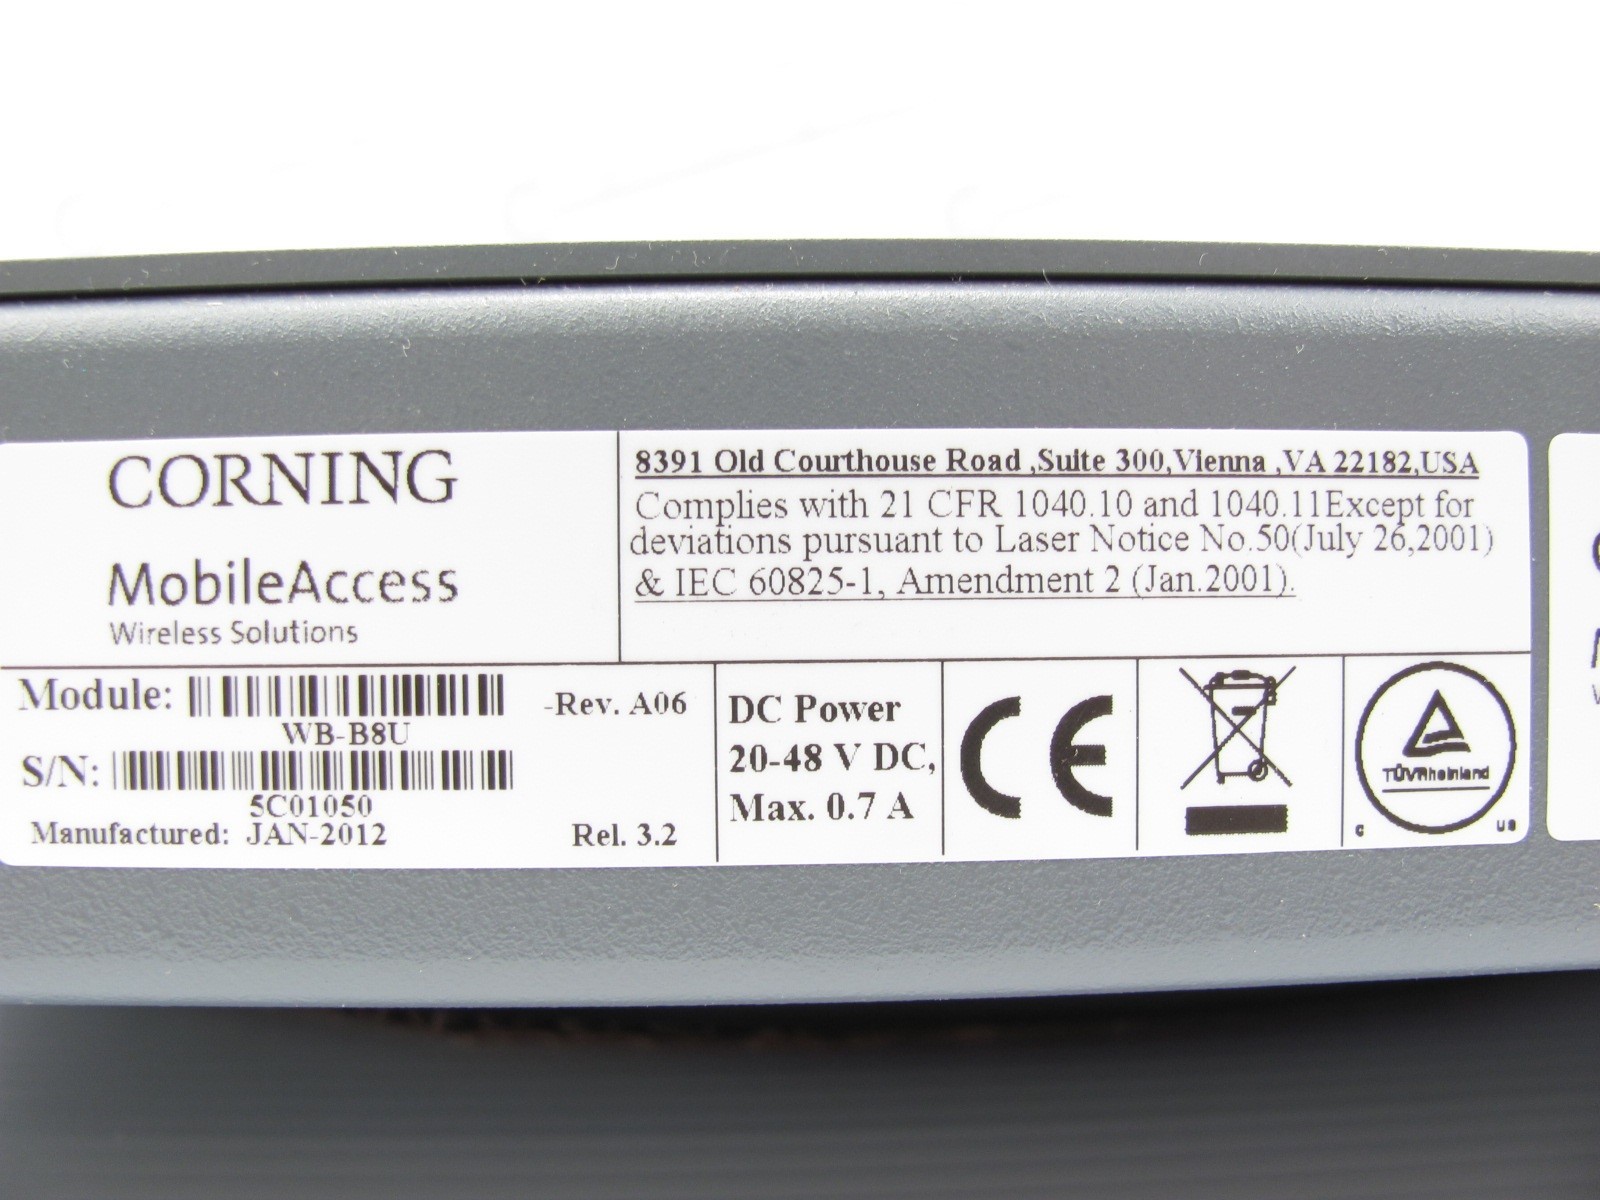 CORNING
MobileAccess
Wireless Solutions
8391 Old Courthouse Road ,Suite 300,Vienna ,VA 22182,USA
Complies with 21 CFR 1040.10 and 1040.11Except for
deviations pursuant to Laser Notice No.50(July 26,2001)
& IEC 60825-1, Amendment 2 (Jan.2001).
Module:
-Rev. A06
WB-B8U
S/N:
5C01050
Manufactured: JAN-2012
Rel. 3.2
DC Power
20-48 V DC,
Max. 0.7 A
CE
TÜVRheinland
C US